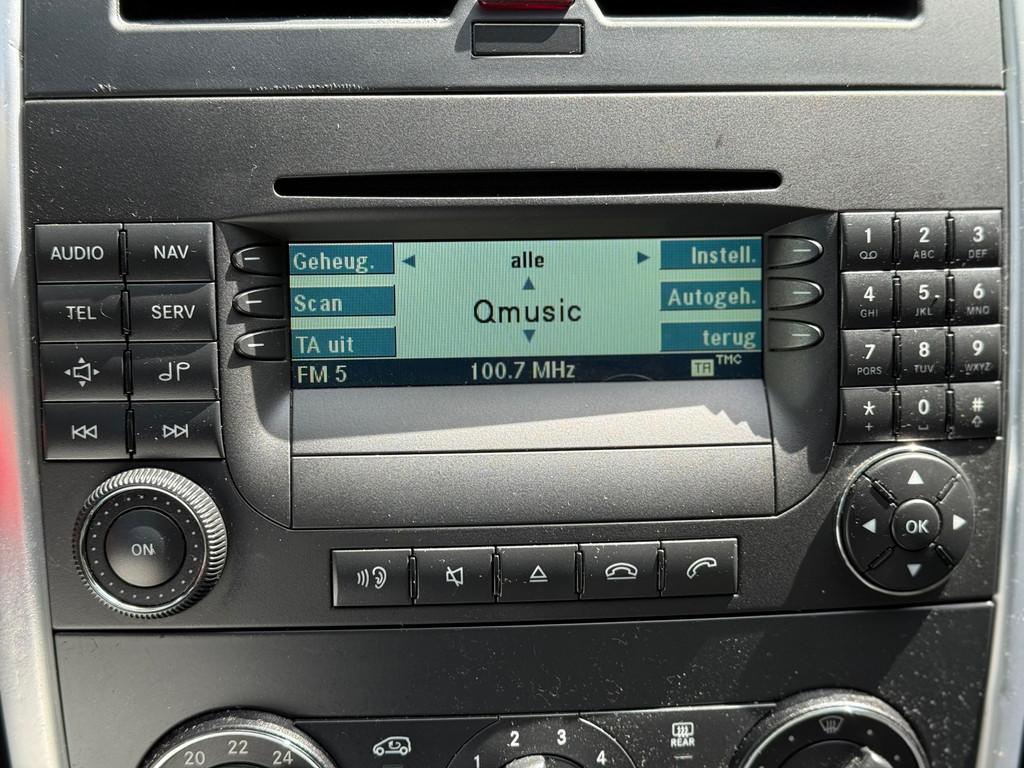 AUDIO NAV
TEL SERV
ON
Geheug. alle Instell.
Scan Qmusic Autogeh.
TA uit terug
FM 5 100.7 MHz TA TMC
1 2 ABC 3 DEF
4 GHI 5 JKL 6 MNO
7 PORS 8 TUV 9 WXYZ
* + 0 #
OK
20 22 24
1 2 3 4
REAR